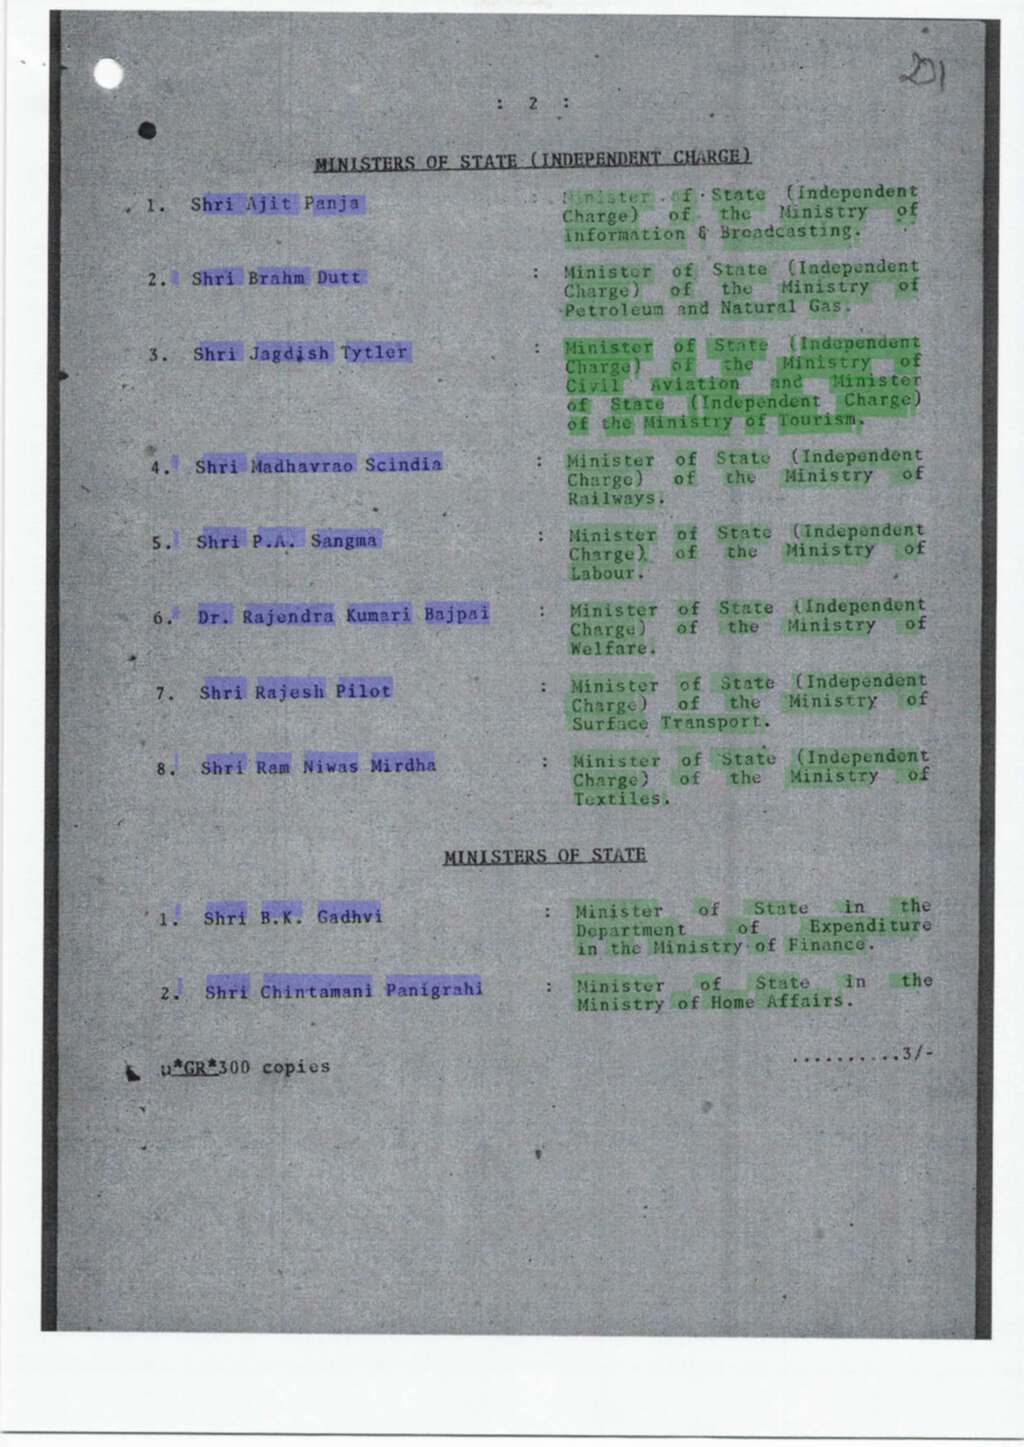 201
: 2 :
MINISTERS OF STATE (INDEPENDENT CHARGE)
1. Shri Ajit Panja : Minister of State (Independent
Charge) of the Ministry of
Information & Broadcasting.
2. Shri Brahm Dutt : Minister of State (Independent
Charge) of the Ministry of
Petroleum and Natural Gas.
3. Shri Jagdish Tytler : Minister of State (Independent
Charge) of the Ministry of
Civil Aviation and Minister
of State (Independent Charge)
of the Ministry of Tourism.
4. Shri Madhavrao Scindia : Minister of State (Independent
Charge) of the Ministry of
Railways.
5. Shri P.A. Sangma : Minister of State (Independent
Charge) of the Ministry of
Labour.
6. Dr. Rajendra Kumari Bajpai : Minister of State (Independent
Charge) of the Ministry of
Welfare.
7. Shri Rajesh Pilot : Minister of State (Independent
Charge) of the Ministry of
Surface Transport.
8. Shri Ram Niwas Mirdha : Minister of State (Independent
Charge) of the Ministry of
Textiles.
MINISTERS OF STATE
1. Shri B.K. Gadhvi : Minister of State in the
Department of Expenditure
in the Ministry of Finance.
2. Shri Chintamani Panigrahi : Minister of State in the
Ministry of Home Affairs.
..........3/-
u*GR*300 copies